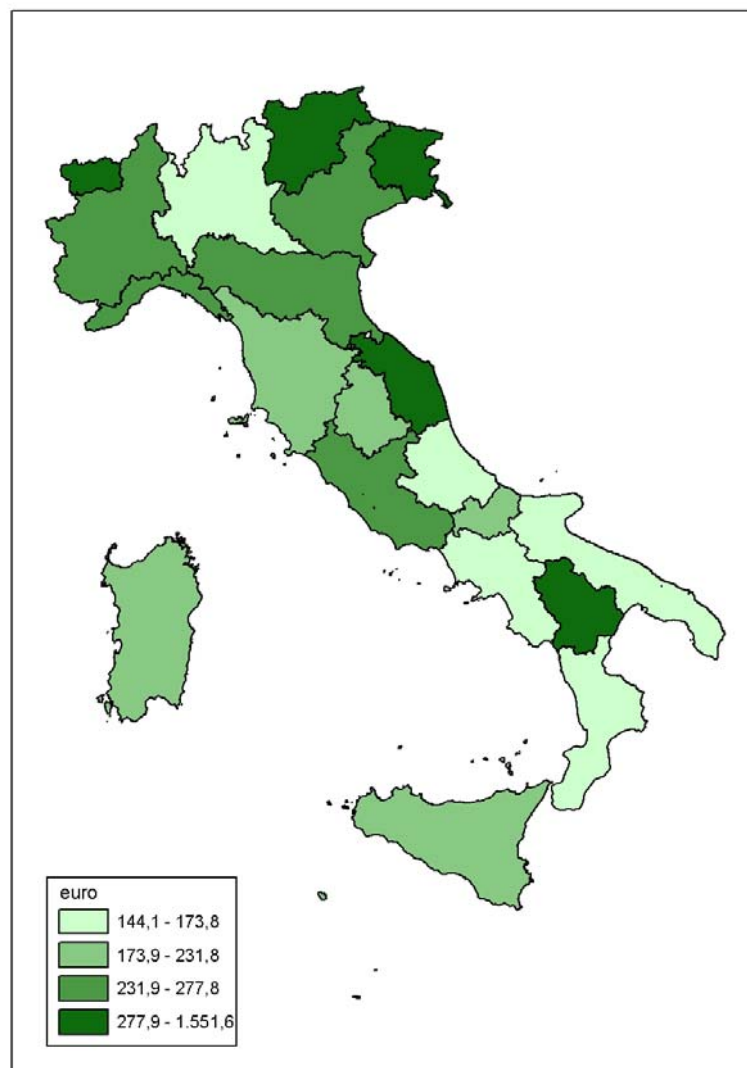 euro
144,1 - 173,8
173,9 - 231,8
231,9 - 277,8
277,9 - 1.551,6